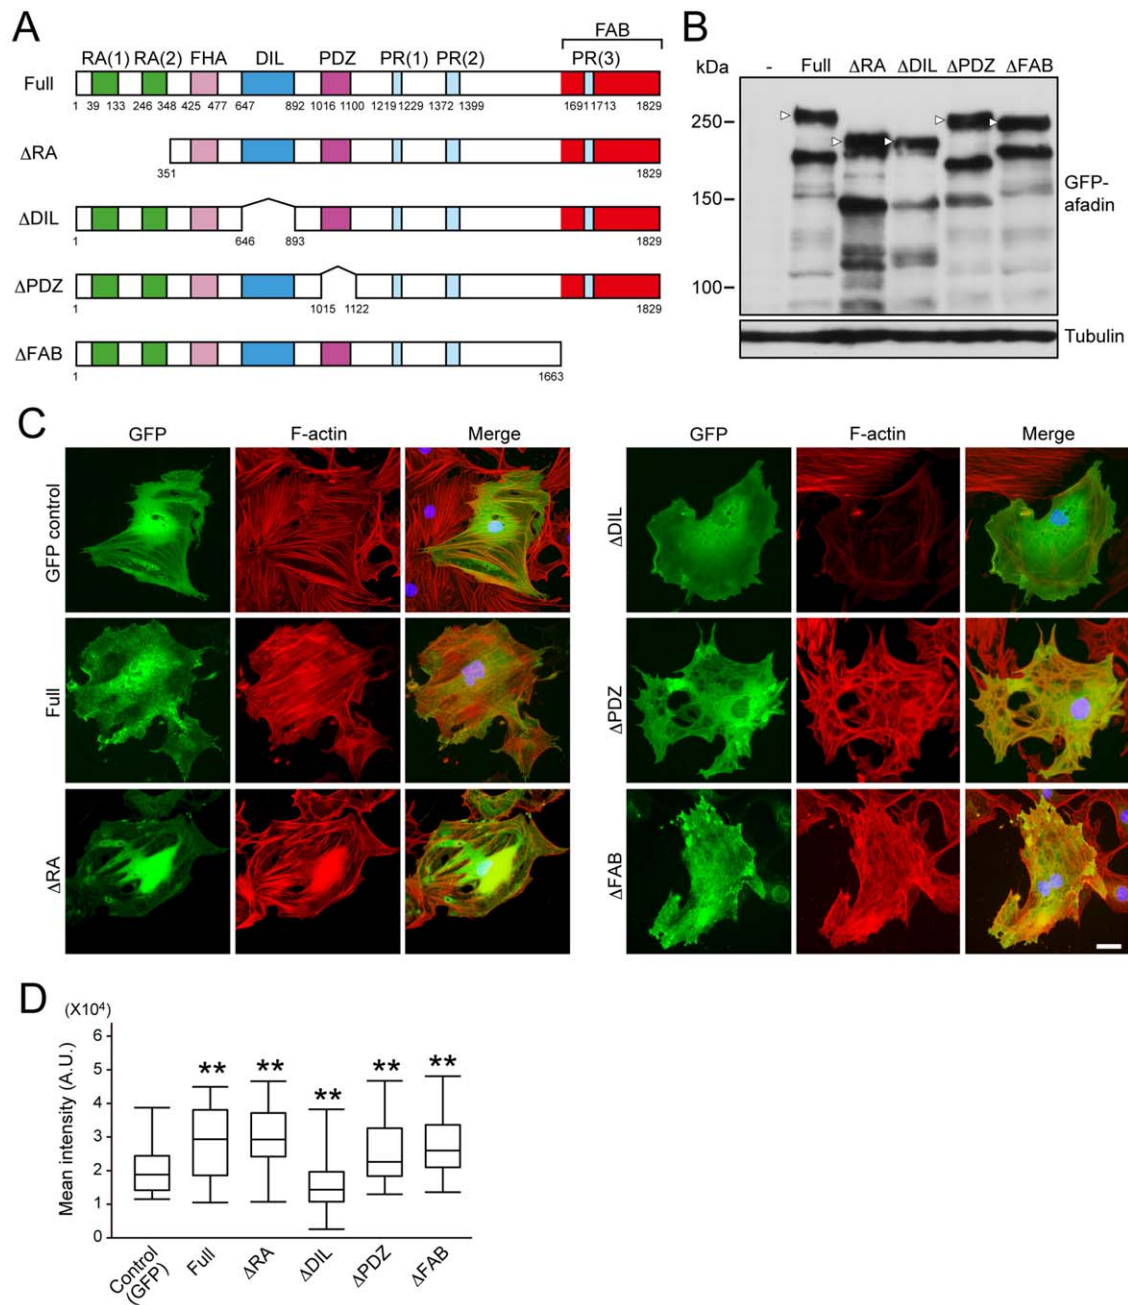 A
FAB
RA(1) RA(2) FHA DIL PDZ PR(1) PR(2) PR(3)
Full
1 39 133 246 348 425 477 647 892 1016 1100 1219 1229 1372 1399 1691 1713 1829
ΔRA
351 1829
ΔDIL
1 646 893 1829
ΔPDZ
1 1015 1122 1829
ΔFAB
1 1663
B
kDa - Full ΔRA ΔDIL ΔPDZ ΔFAB
250
150
100
GFP-
afadin
Tubulin
C
GFP F-actin Merge
GFP control
Full
ΔRA
GFP F-actin Merge
ΔDIL
ΔPDZ
ΔFAB
D
(X10⁴)
Mean intensity (A.U.)
6
5
4
3
2
1
0
** ** ** ** **
Control
(GFP)
Full
ΔRA
ΔDIL
ΔPDZ
ΔFAB